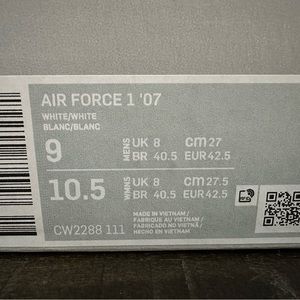 AIR FORCE 1 '07
WHITE/WHITE
BLANC/BLANC
9 MENS UK 8 cm 27
BR 40.5 EUR 42.5
10.5 WMNS UK 8 cm 27.5
BR 40.5 EUR 42.5
MADE IN VIETNAM /
FABRIQUE AU VIETNAM /
FABRICADO NO VIETNÃ /
HECHO EN VIETNAM
CW2288 111